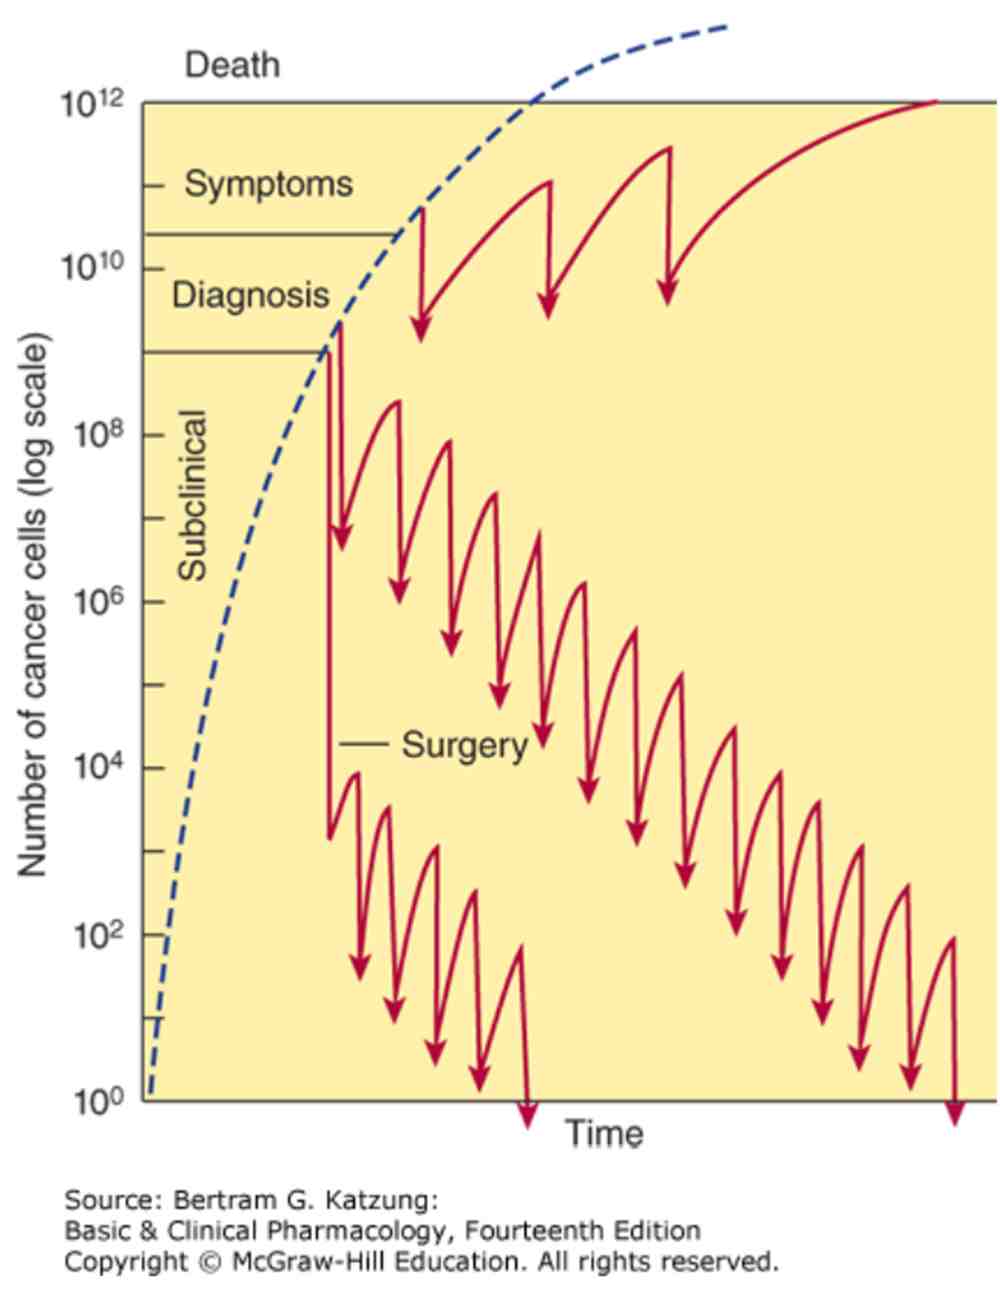 Death
10¹²
Symptoms
10¹⁰
Diagnosis
Number of cancer cells (log scale)
Subclinical
10⁸
10⁶
Surgery
10⁴
10²
10⁰
Time
Source: Bertram G. Katzung:
Basic & Clinical Pharmacology, Fourteenth Edition
Copyright © McGraw-Hill Education. All rights reserved.